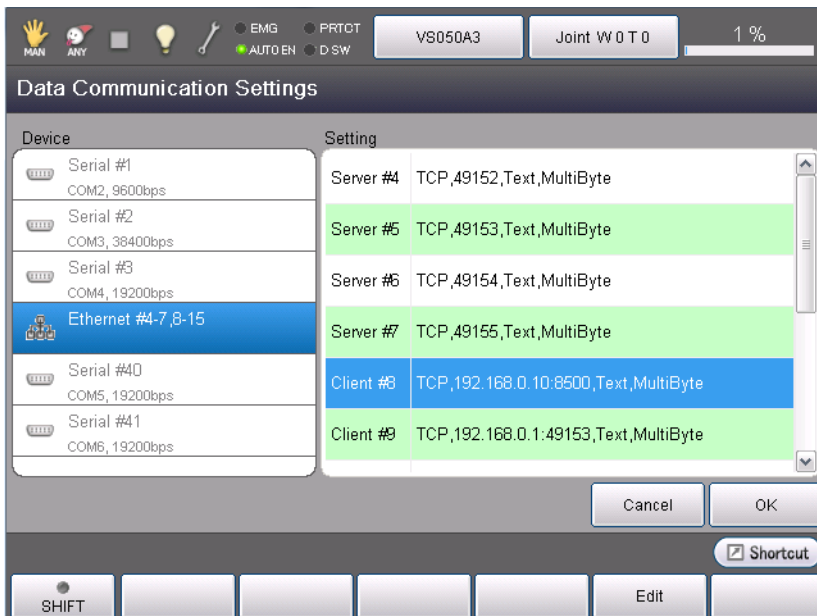 EMG PRTCT
MAN ANY AUTO EN D SW VS050A3 Joint W 0 T 0 1 %
Data Communication Settings
Device Setting
Serial #1
COM2, 9600bps
Serial #2
COM3, 38400bps
Serial #3
COM4, 19200bps
Ethernet #4-7,8-15
Serial #40
COM5, 19200bps
Serial #41
COM6, 19200bps
Server #4 TCP,49152,Text,MultiByte
Server #5 TCP,49153,Text,MultiByte
Server #6 TCP,49154,Text,MultiByte
Server #7 TCP,49155,Text,MultiByte
Client #8 TCP,192.168.0.10:8500,Text,MultiByte
Client #9 TCP,192.168.0.1:49153,Text,MultiByte
Cancel OK
Shortcut
SHIFT Edit